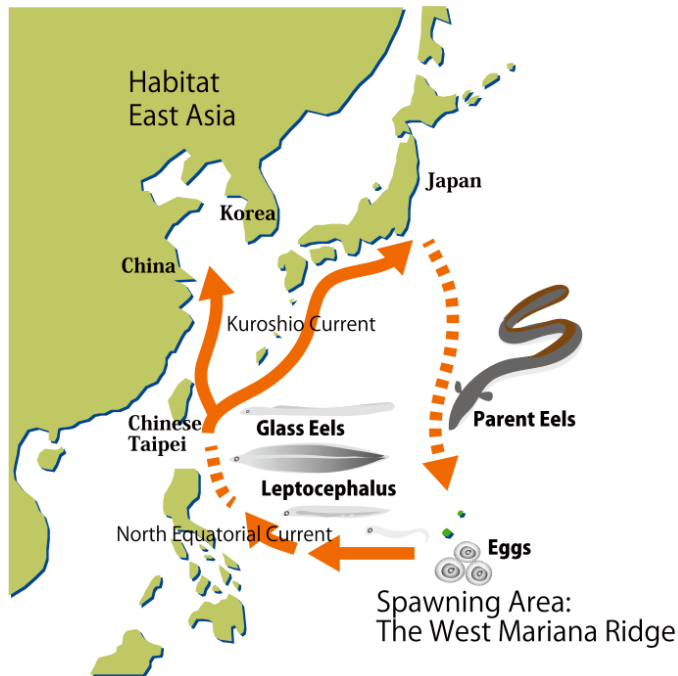 Habitat
East Asia
Japan
Korea
China
Kuroshio Current
Chinese
Taipei
Glass Eels
Parent Eels
Leptocephalus
North Equatorial Current
Eggs
Spawning Area:
The West Mariana Ridge